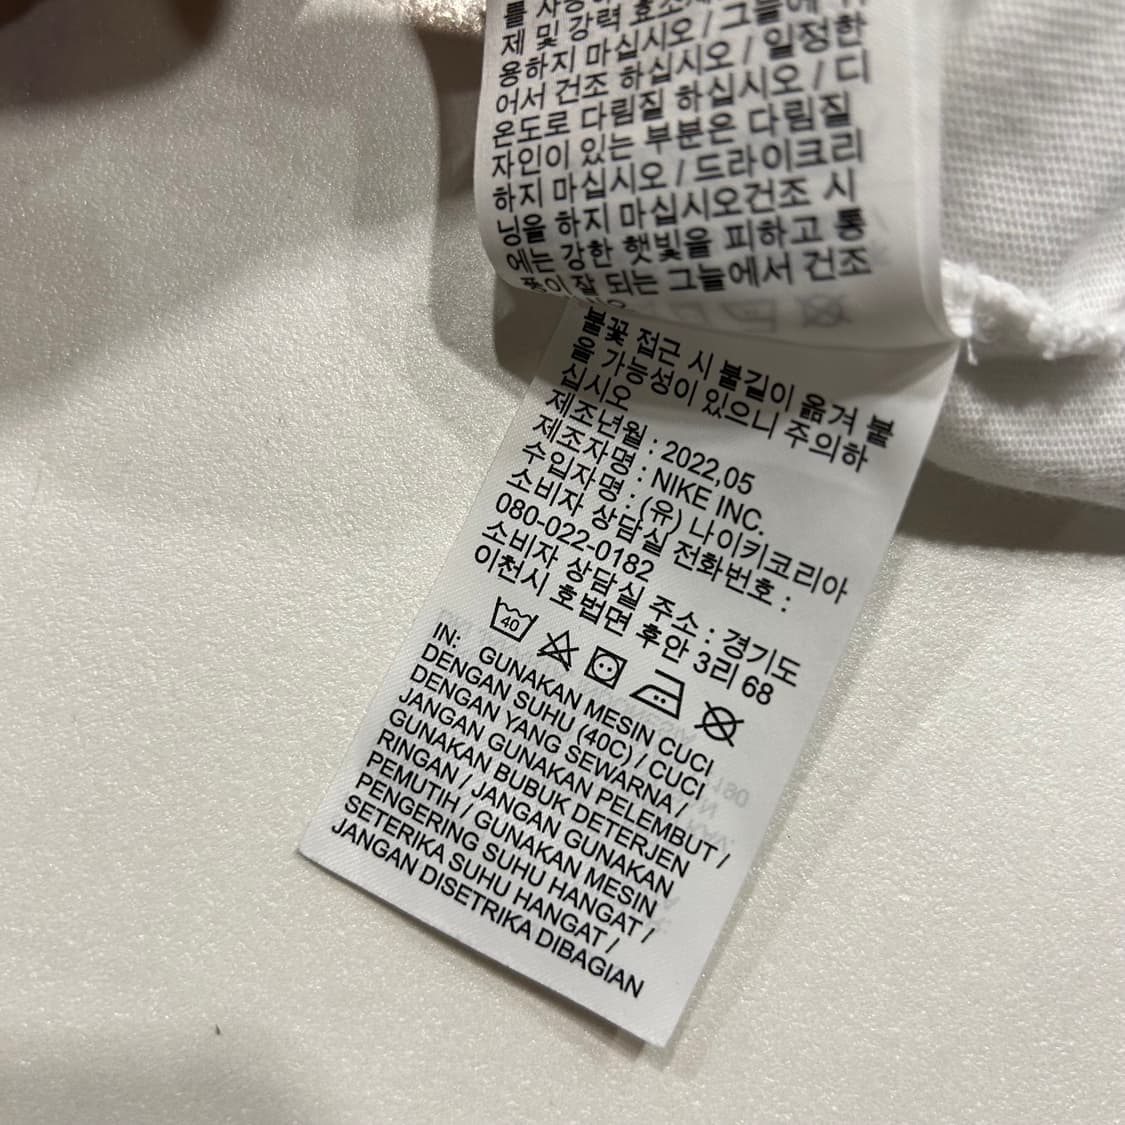 를 사용하
제 및 강력 효소세
용하지 마십시오 / 그늘에
어서 건조 하십시오 / 일정한
온도로 다림질 하십시오 / 디
자인이 있는 부분은 다림질
하지 마십시오 / 드라이크리
닝을 하지 마십시오건조 시
에는 강한 햇빛을 피하고 통
풍이 잘 되는 그늘에서 건조
불꽃 접근 시 불길이 옮겨 붙
을 가능성이 있으니 주의하
십시오
제조년월 : 2022,05
제조자명 : NIKE INC.
수입자명 : (유) 나이키코리아
소비자 상담실 전화번호 :
080-022-0182
소비자 상담실 주소 : 경기도
이천시 호법면 후안 3리 68
40
IN: GUNAKAN MESIN CUCI
DENGAN SUHU (40C) / CUCI
DENGAN YANG SEWARNA /
JANGAN GUNAKAN PELEMBUT /
GUNAKAN BUBUK DETERJEN
RINGAN / JANGAN GUNAKAN
PEMUTIH / GUNAKAN MESIN
PENGERING SUHU HANGAT /
SETERIKA SUHU HANGAT /
JANGAN DISETRIKA DIBAGIAN